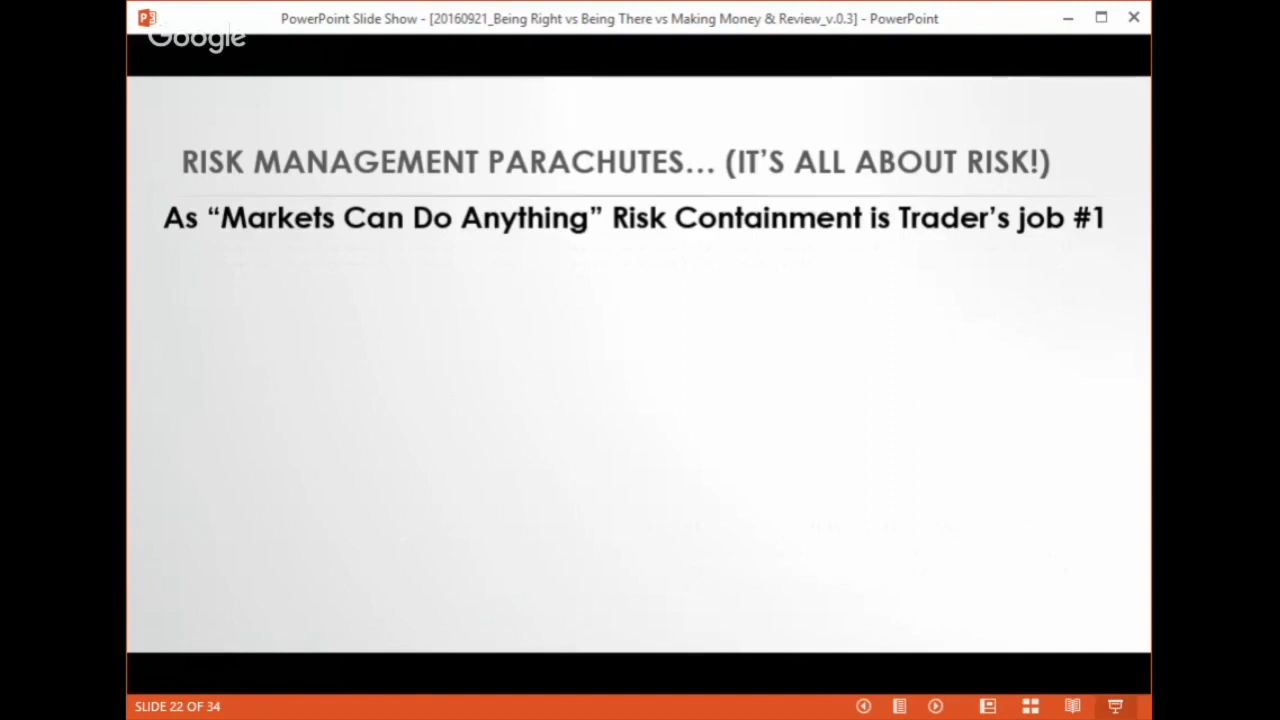 PowerPoint Slide Show - [20160921_Being Right vs Being There vs Making Money & Review_v.0.3] - PowerPoint
Google
RISK MANAGEMENT PARACHUTES... (IT'S ALL ABOUT RISK!)
As “Markets Can Do Anything” Risk Containment is Trader's job #1
SLIDE 22 OF 34